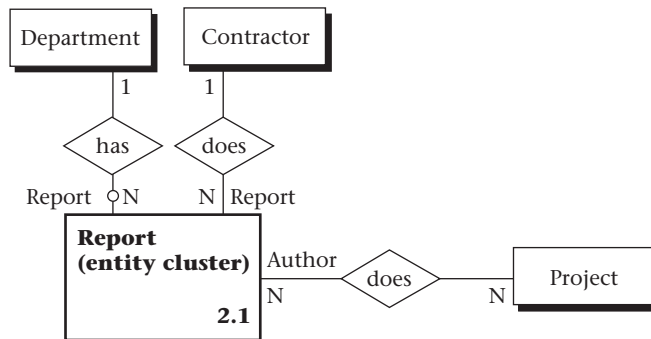 Department
Contractor
1
1
has
does
Report
N
N
Report
Report
(entity cluster)
Author
does
Project
N
N
2.1